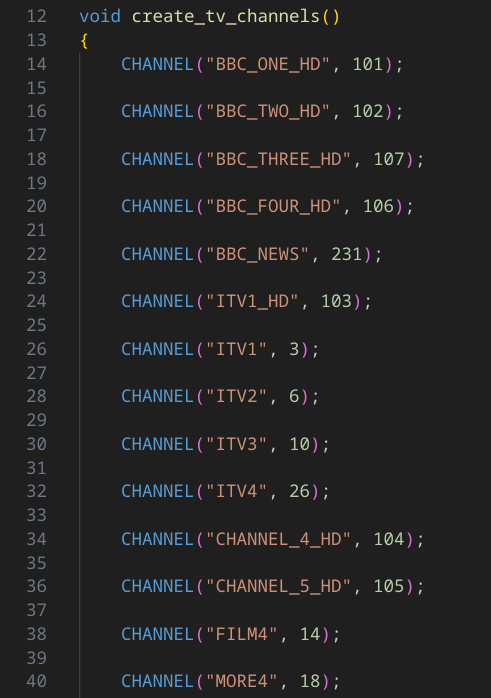 12 void create_tv_channels()
13 {
14 CHANNEL("BBC_ONE_HD", 101);
15
16 CHANNEL("BBC_TWO_HD", 102);
17
18 CHANNEL("BBC_THREE_HD", 107);
19
20 CHANNEL("BBC_FOUR_HD", 106);
21
22 CHANNEL("BBC_NEWS", 231);
23
24 CHANNEL("ITV1_HD", 103);
25
26 CHANNEL("ITV1", 3);
27
28 CHANNEL("ITV2", 6);
29
30 CHANNEL("ITV3", 10);
31
32 CHANNEL("ITV4", 26);
33
34 CHANNEL("CHANNEL_4_HD", 104);
35
36 CHANNEL("CHANNEL_5_HD", 105);
37
38 CHANNEL("FILM4", 14);
39
40 CHANNEL("MORE4", 18);